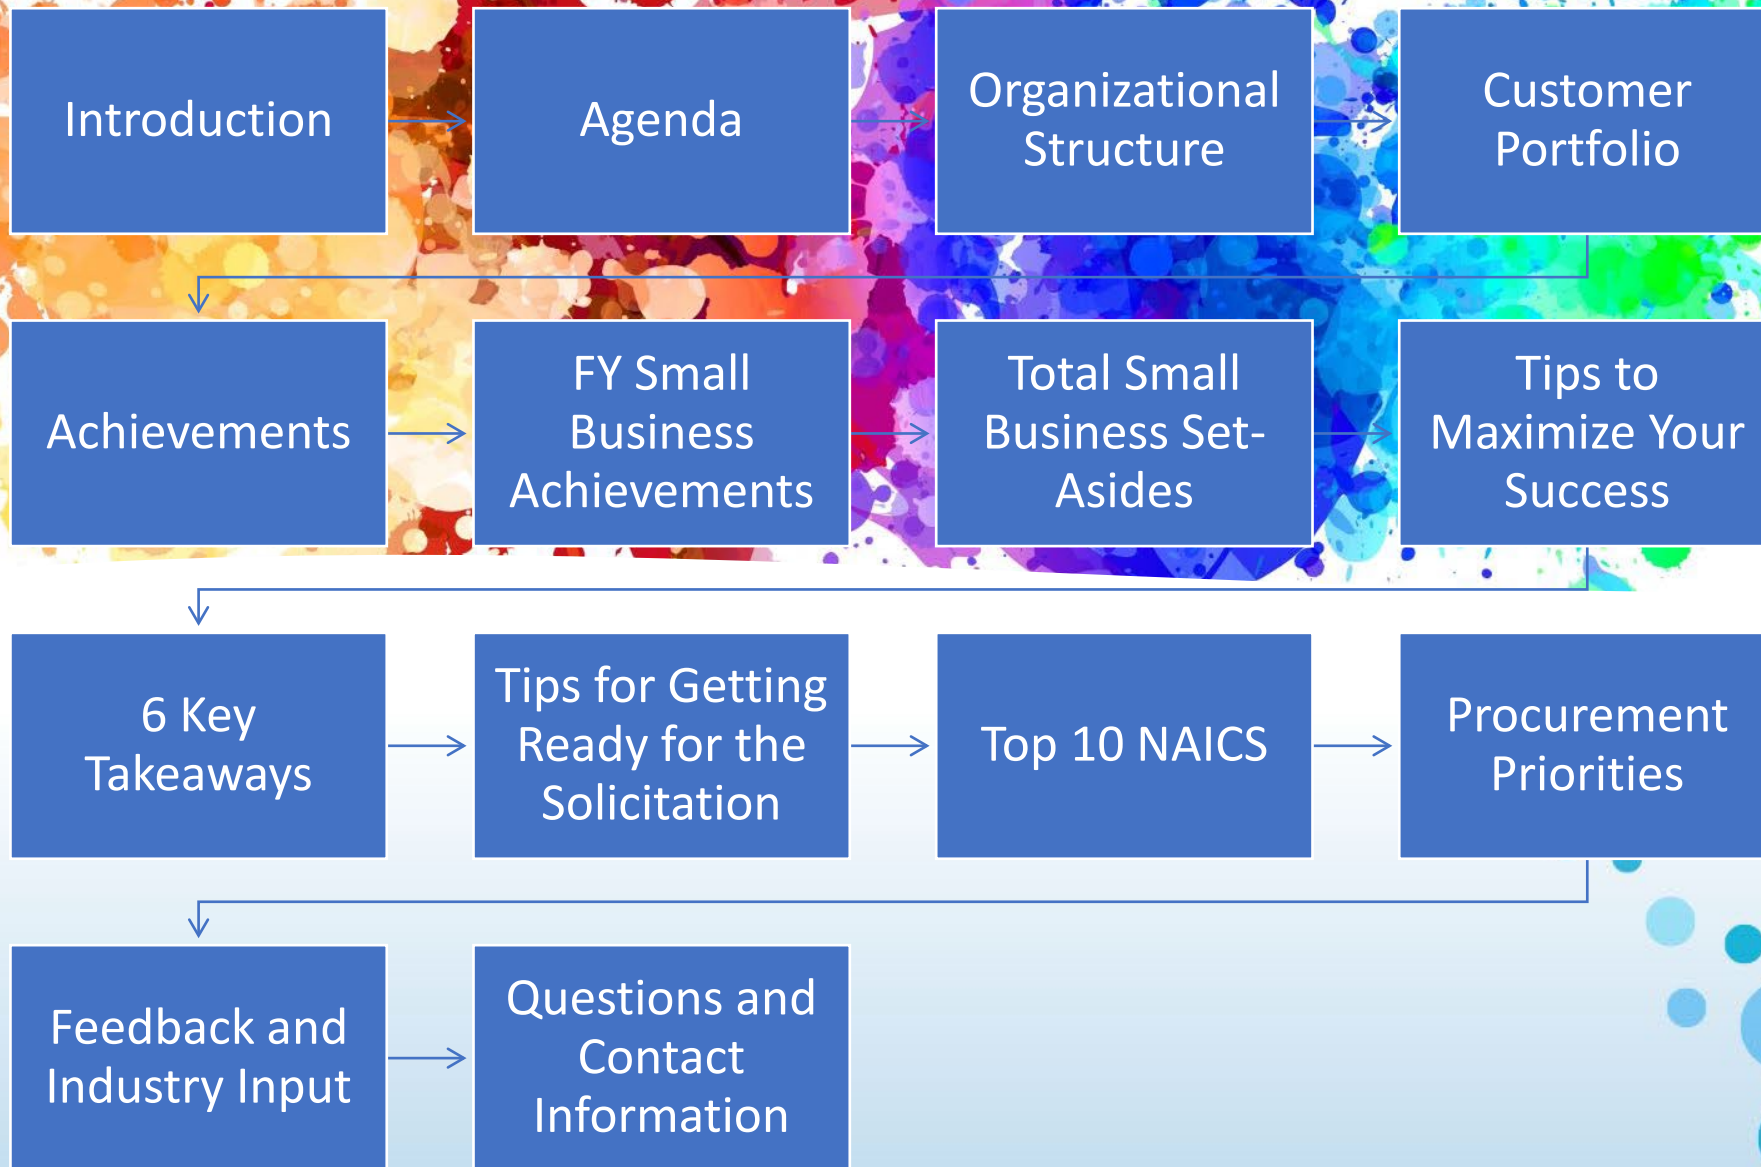 Introduction
Agenda
Organizational
Structure
Customer
Portfolio
Achievements
FY Small
Business
Achievements
Total Small
Business Set-
Asides
Tips to
Maximize Your
Success
6 Key
Takeaways
Tips for Getting
Ready for the
Solicitation
Top 10 NAICS
Procurement
Priorities
Feedback and
Industry Input
Questions and
Contact
Information